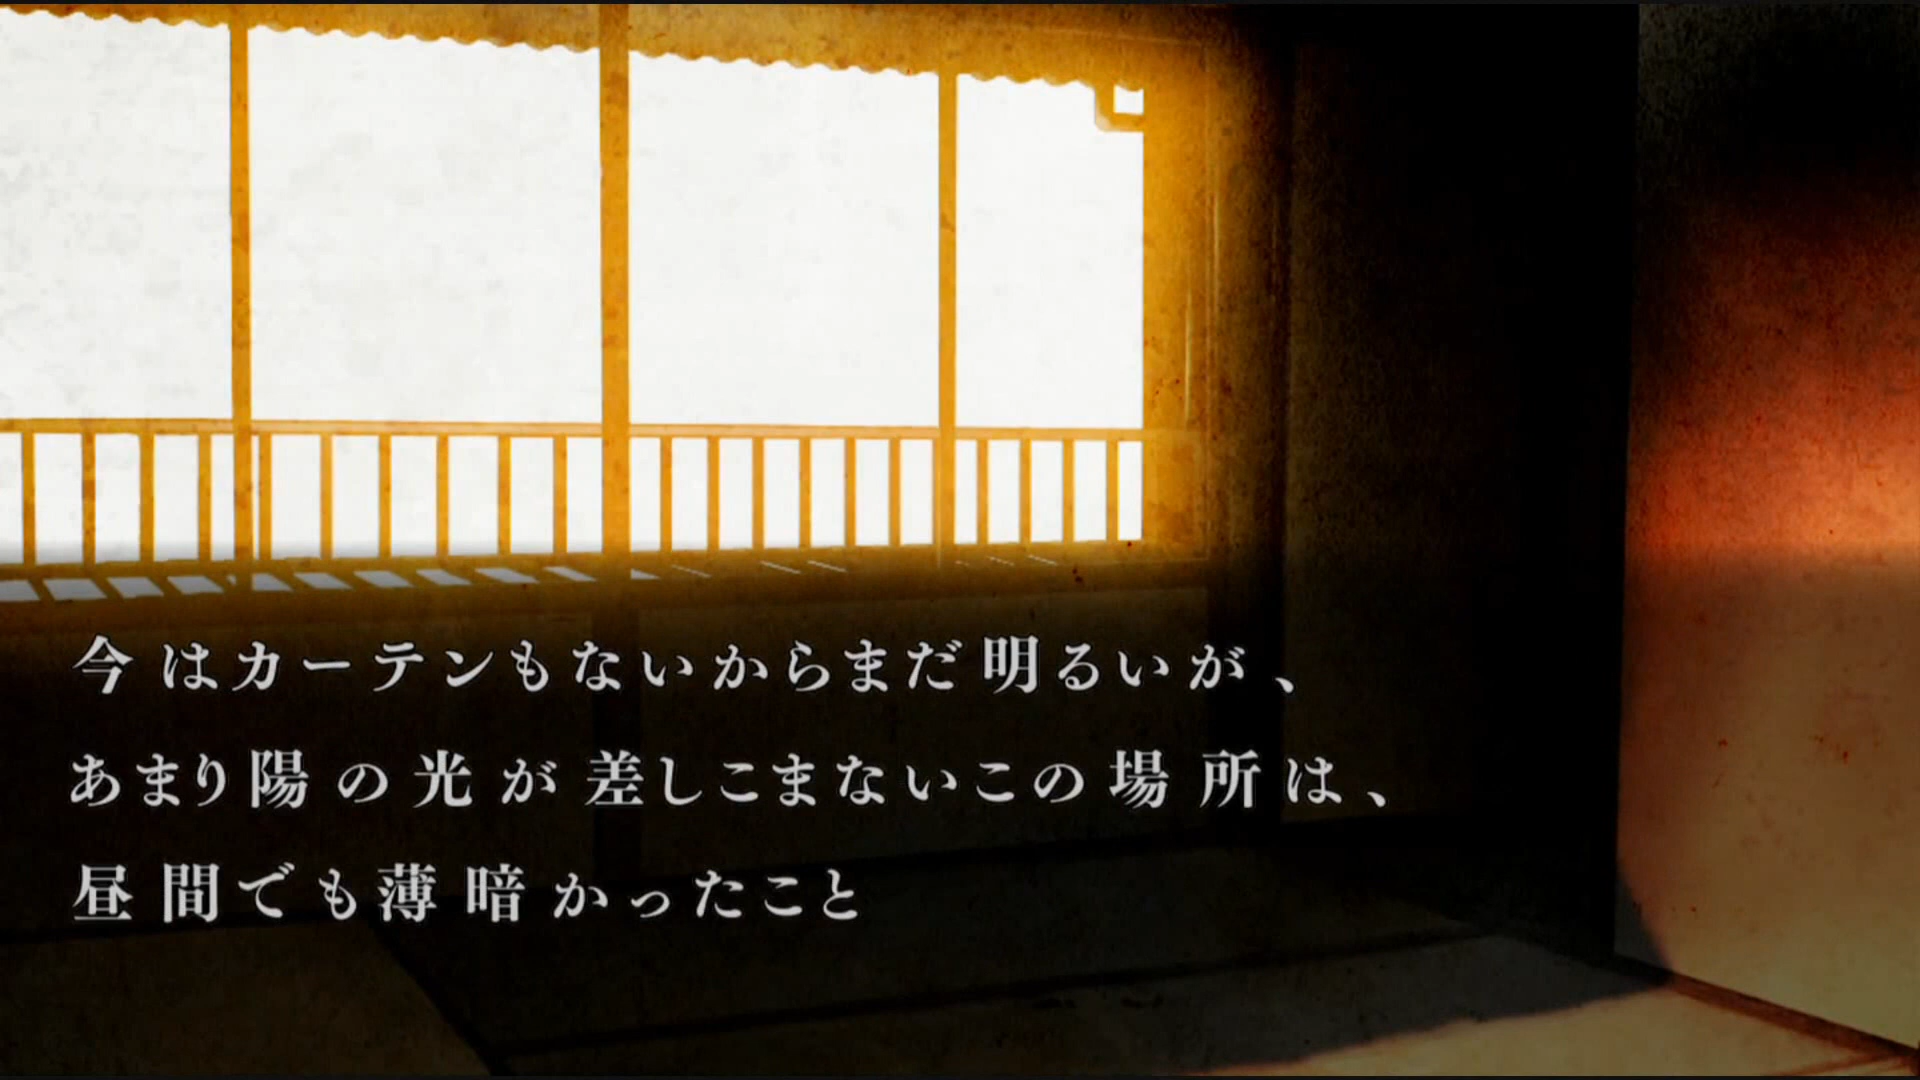 今はカーテンもないからまだ明るいが、
あまり陽の光が差しこまないこの場所は、
昼間でも薄暗かったこと